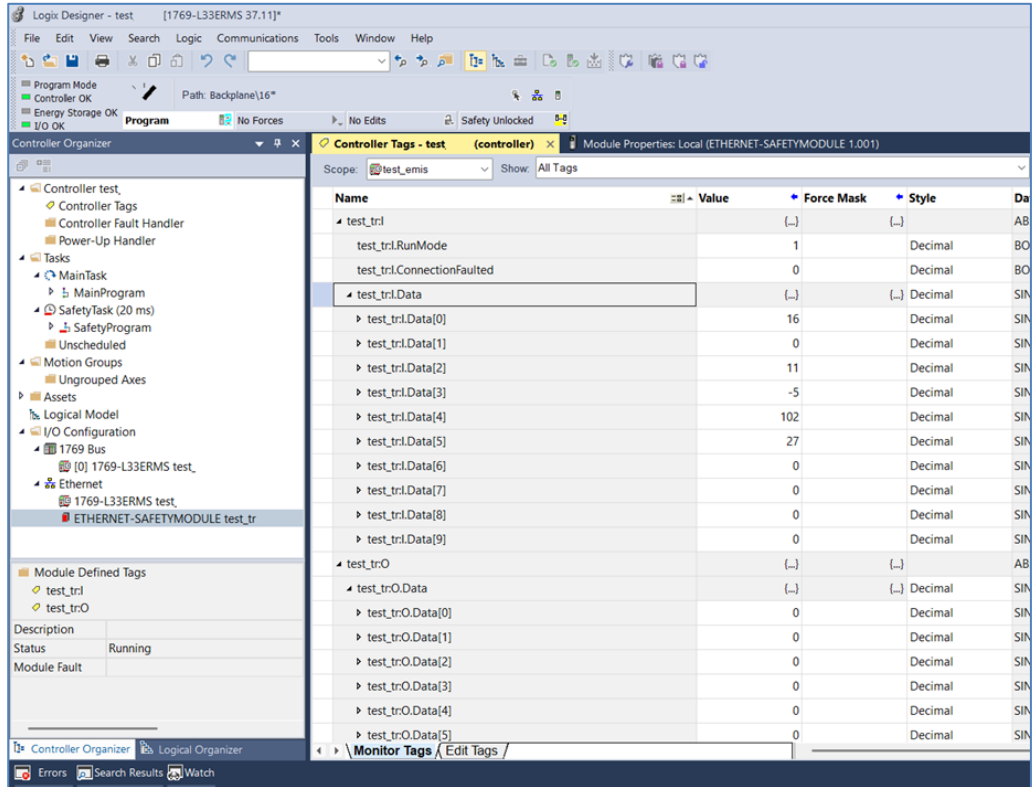 Logix Designer - test [1769-L33ERMS 37.11]*
File Edit View Search Logic Communications Tools Window Help
Program Mode
Controller OK
Energy Storage OK
I/O OK
Path: Backplane\16*
Program No Forces No Edits Safety Unlocked
Controller Organizer
Controller test_
Controller Tags
Controller Fault Handler
Power-Up Handler
Tasks
MainTask
MainProgram
SafetyTask (20 ms)
SafetyProgram
Unscheduled
Motion Groups
Ungrouped Axes
Assets
Logical Model
I/O Configuration
1769 Bus
[0] 1769-L33ERMS test_
Ethernet
1769-L33ERMS test_
ETHERNET-SAFETYMODULE test_tr
Module Defined Tags
test_tr:I
test_tr:O
Description
Status Running
Module Fault
Controller Organizer Logical Organizer
Controller Tags - test_ (controller) Module Properties: Local (ETHERNET-SAFETYMODULE 1.001)
Scope: test_emis Show: All Tags
Name Value Force Mask Style Da
test_tr:I {...} {...} AB
test_tr:I.RunMode 1 Decimal BO
test_tr:I.ConnectionFaulted 0 Decimal BO
test_tr:I.Data {...} {...} Decimal SIN
test_tr:I.Data[0] 16 Decimal SIN
test_tr:I.Data[1] 0 Decimal SIN
test_tr:I.Data[2] 11 Decimal SIN
test_tr:I.Data[3] -5 Decimal SIN
test_tr:I.Data[4] 102 Decimal SIN
test_tr:I.Data[5] 27 Decimal SIN
test_tr:I.Data[6] 0 Decimal SIN
test_tr:I.Data[7] 0 Decimal SIN
test_tr:I.Data[8] 0 Decimal SIN
test_tr:I.Data[9] 0 Decimal SIN
test_tr:O {...} {...} AB
test_tr:O.Data {...} {...} Decimal SIN
test_tr:O.Data[0] 0 Decimal SIN
test_tr:O.Data[1] 0 Decimal SIN
test_tr:O.Data[2] 0 Decimal SIN
test_tr:O.Data[3] 0 Decimal SIN
test_tr:O.Data[4] 0 Decimal SIN
test_tr:O.Data[5] 0 Decimal SIN
Monitor Tags Edit Tags
Errors Search Results Watch